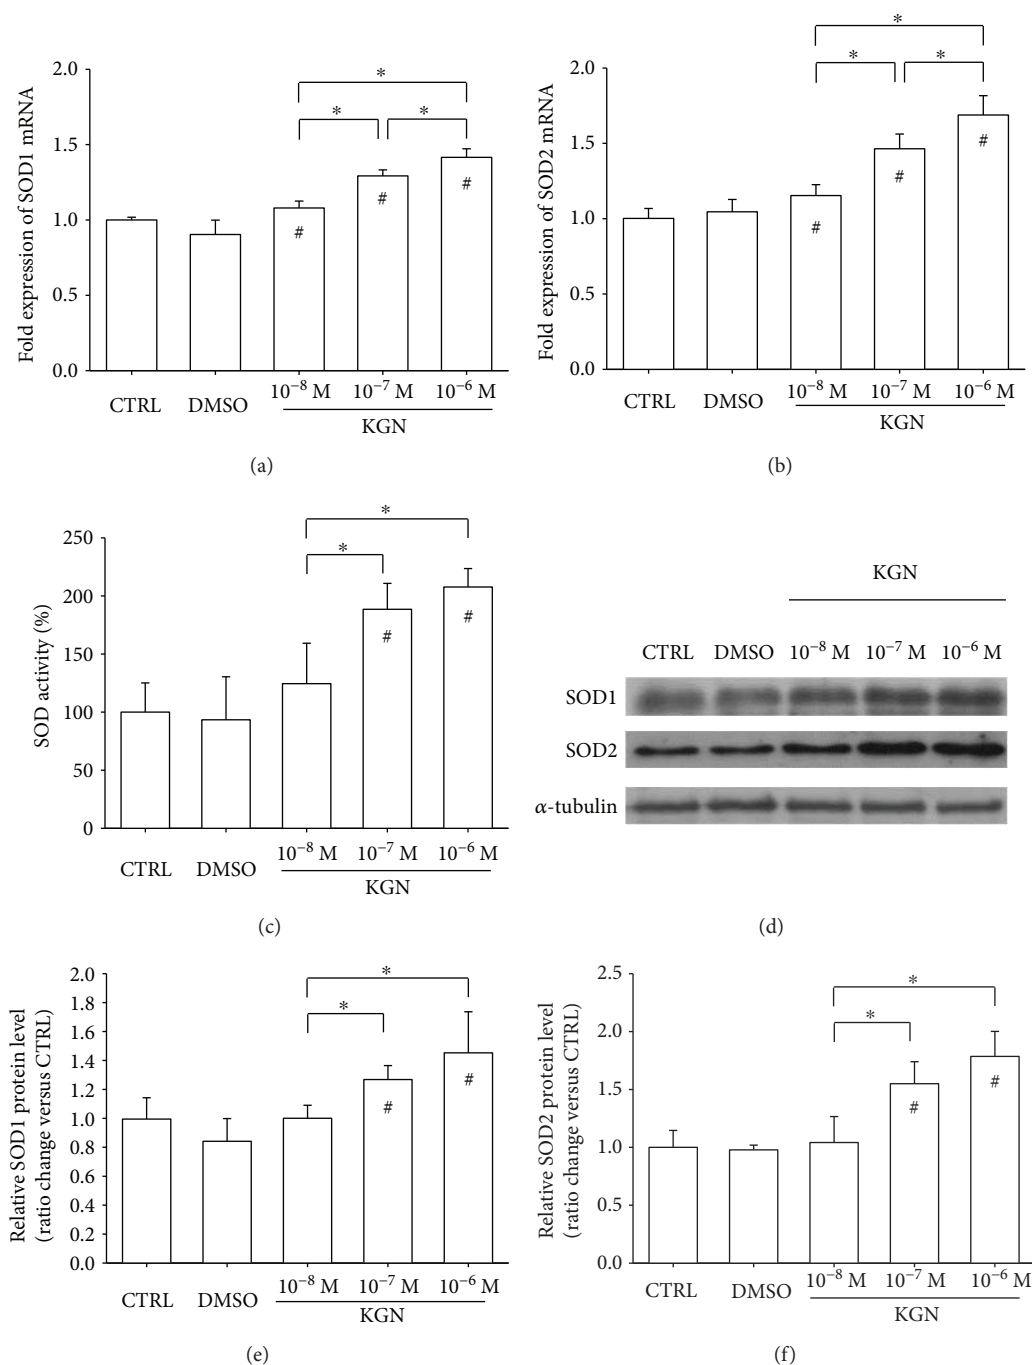 Fold expression of SOD1 mRNA
2.0
1.5
1.0
0.5
0.0
*
*
*
#
#
#
CTRL
DMSO
10⁻⁸ M
10⁻⁷ M
10⁻⁶ M
KGN
(a)
Fold expression of SOD2 mRNA
2.0
1.5
1.0
0.5
0.0
*
*
*
#
#
#
CTRL
DMSO
10⁻⁸ M
10⁻⁷ M
10⁻⁶ M
KGN
(b)
SOD activity (%)
250
200
150
100
50
0
*
*
#
#
CTRL
DMSO
10⁻⁸ M
10⁻⁷ M
10⁻⁶ M
KGN
(c)
KGN
CTRL
DMSO
10⁻⁸ M
10⁻⁷ M
10⁻⁶ M
SOD1
SOD2
α-tubulin
(d)
Relative SOD1 protein level
(ratio change versus CTRL)
2.0
1.8
1.6
1.4
1.2
1.0
0.8
0.6
0.4
0.2
0.0
*
*
#
#
CTRL
DMSO
10⁻⁸ M
10⁻⁷ M
10⁻⁶ M
KGN
(e)
Relative SOD2 protein level
(ratio change versus CTRL)
2.5
2.0
1.5
1.0
0.5
0.0
*
*
#
#
CTRL
DMSO
10⁻⁸ M
10⁻⁷ M
10⁻⁶ M
KGN
(f)